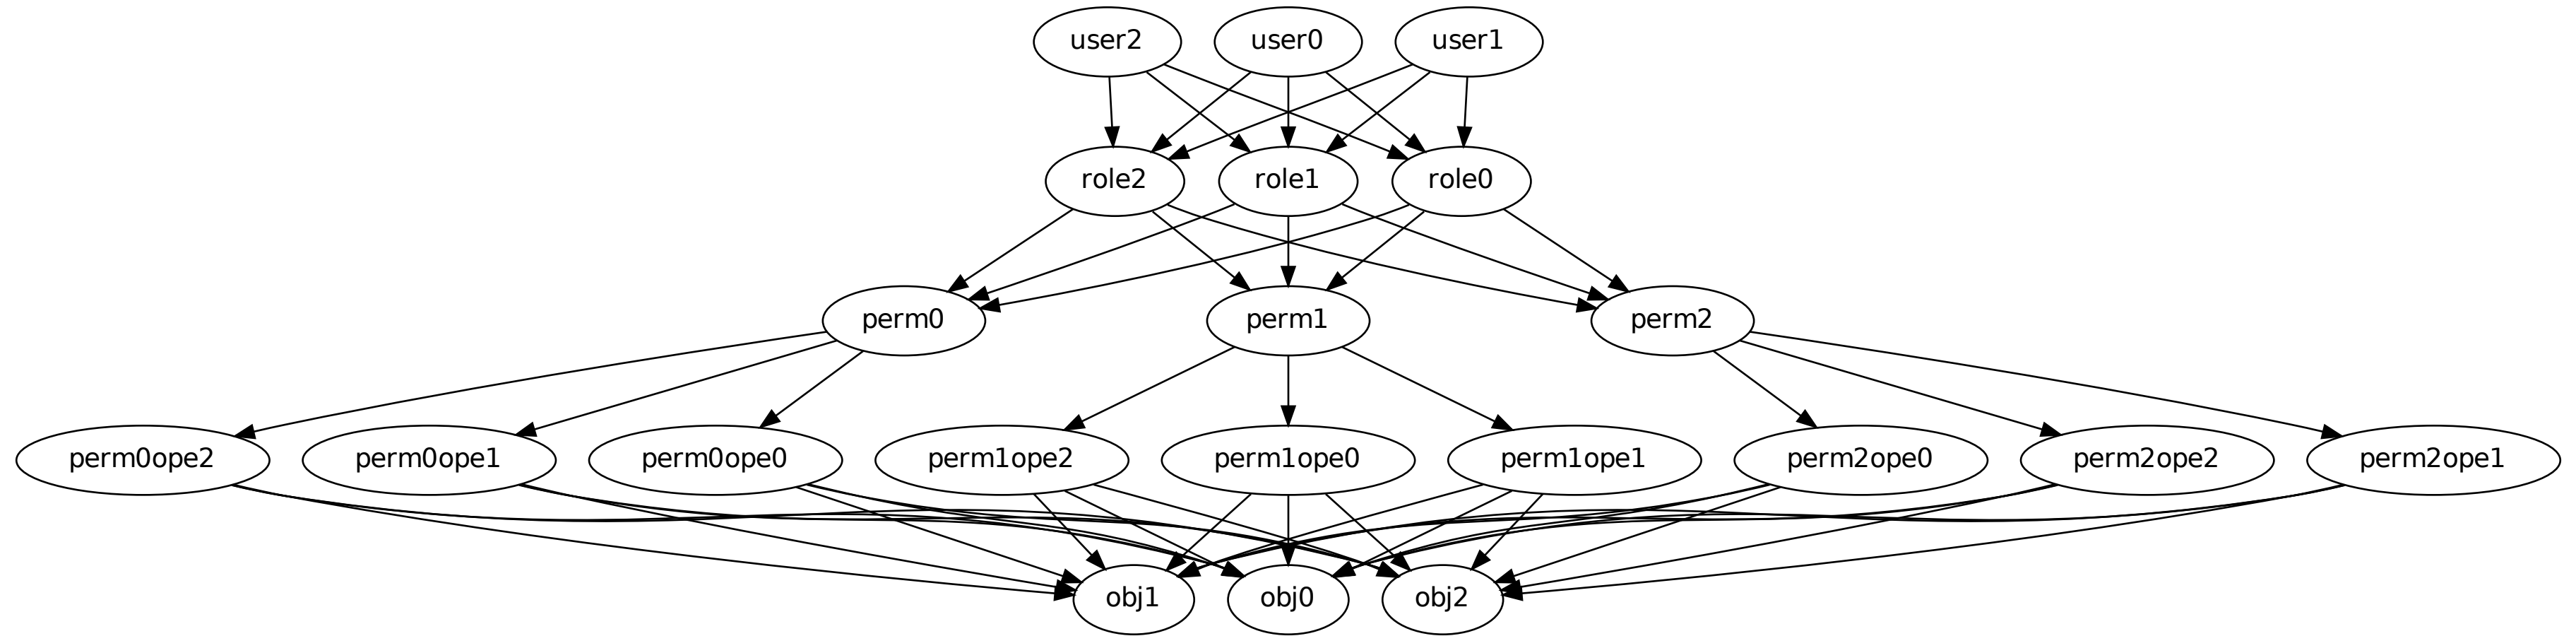 user2 user0 user1
role2 role1 role0
perm0 perm1 perm2
perm0ope2 perm0ope1 perm0ope0 perm1ope2 perm1ope0 perm1ope1 perm2ope0 perm2ope2 perm2ope1
obj1 obj0 obj2